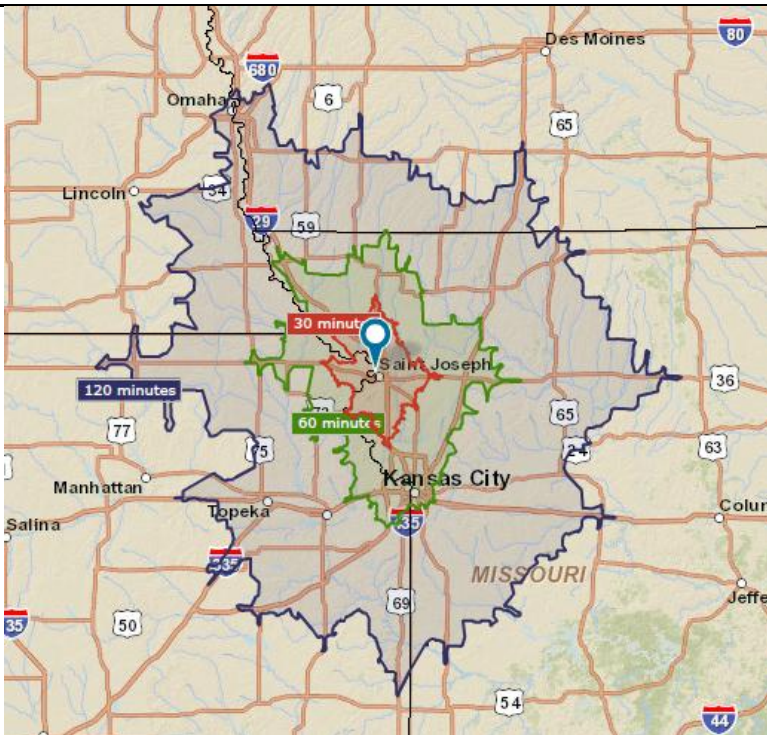 Des Moines
80
680
Omaha
6
65
Lincoln
34
29
59
30 minute
Saint Joseph
120 minutes
36
60 minutes
65
77
75
24
63
Manhattan
Kansas City
Topeka
Salina
35
335
MISSOURI
35
50
69
Jeffe
54
44